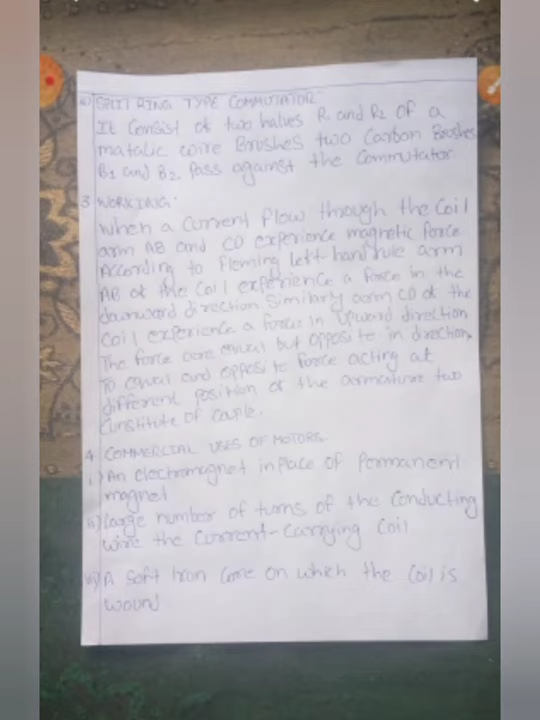 SPLIT RING TYPE COMMUTATOR:
It Consist of two halves R1 and R2 of a
matalic wire Brushes two Carbon Brushes
B1 and B2. Pass against the Commutator.
3 WORKING:
When a Current flow through the Coil
arm AB and CD experience magnetic force
According to Fleming left-hand rule arm
AB of the Coil experience a force in the
downward direction. Similarly arm CD of the
Coil experience a force in Upward direction
The force are equal but opposite in direction.
To equal and opposite force acting at
different position of the armature two
Constitute of Couple.
4 COMMERCIAL USES OF MOTORS.
i) An electromagnet in place of Permanent
magnet
ii) Large number of turns of the Conducting
wire the Current-Carrying Coil
iii) A Soft Iron Core on which the Coil is
wound